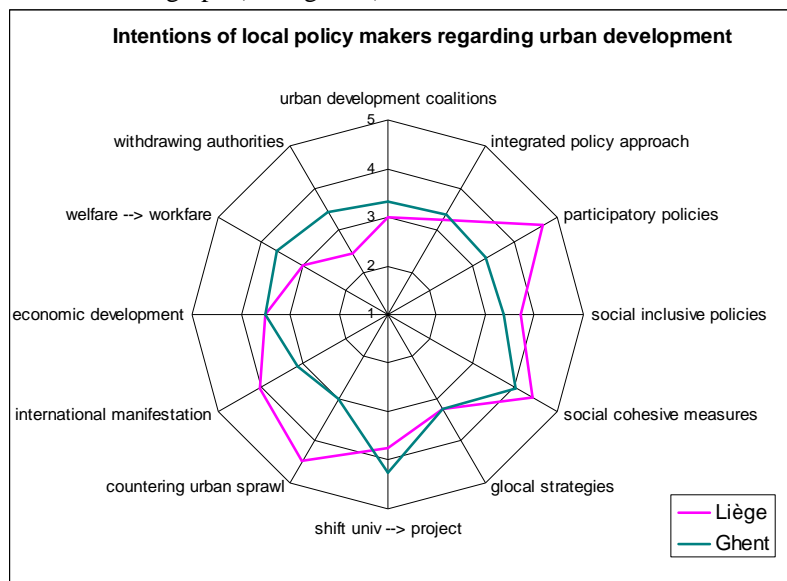 Intentions of local policy makers regarding urban development
urban development coalitions
withdrawing authorities
integrated policy approach
welfare --> workfare
participatory policies
economic development
social inclusive policies
international manifestation
social cohesive measures
countering urban sprawl
glocal strategies
shift univ --> project
5
4
3
2
1
Liège
Ghent